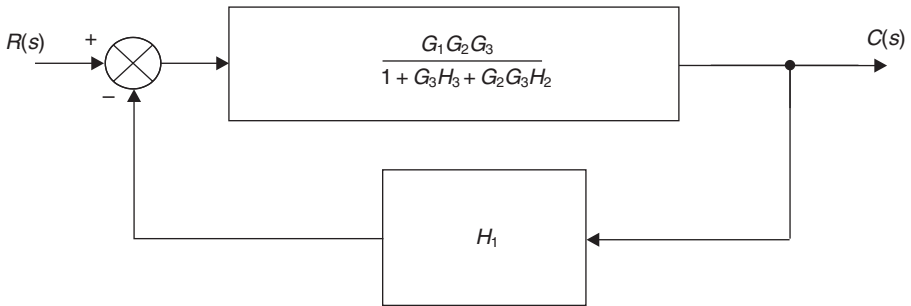 R(s)
+
G₁G₂G₃
1 + G₃H₃ + G₂G₃H₂
C(s)
−
H₁